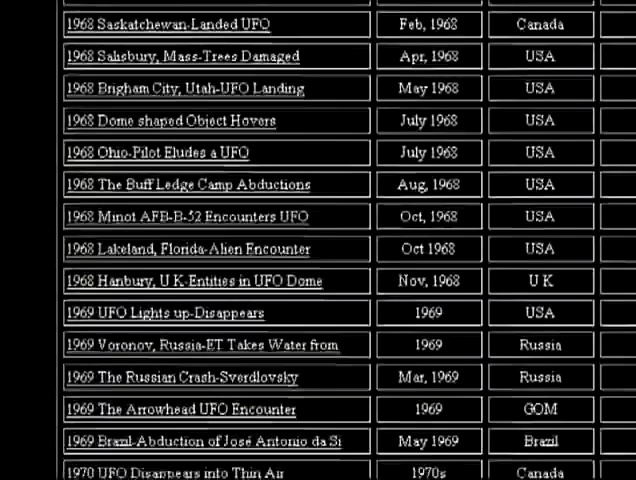 1968 Saskatchewan-Landed UFO Feb, 1968 Canada
1968 Salisbury, Mass-Trees Damaged Apr, 1968 USA
1968 Brigham City, Utah-UFO Landing May 1968 USA
1968 Dome shaped Object Hovers July 1968 USA
1968 Ohio-Pilot Eludes a UFO July 1968 USA
1968 The Buff Ledge Camp Abductions Aug, 1968 USA
1968 Minot AFB-B-52 Encounters UFO Oct, 1968 USA
1968 Lakeland, Florida-Alien Encounter Oct 1968 USA
1968 Hanbury, U K-Entities in UFO Dome Nov, 1968 U K
1969 UFO Lights up-Disappears 1969 USA
1969 Voronov, Russia-ET Takes Water from 1969 Russia
1969 The Russian Crash-Sverdlovsky Mar, 1969 Russia
1969 The Arrowhead UFO Encounter 1969 GOM
1969 Brazil-Abduction of José Antonio da Si May 1969 Brazil
1970 UFO Disappears into Thin Air 1970s Canada